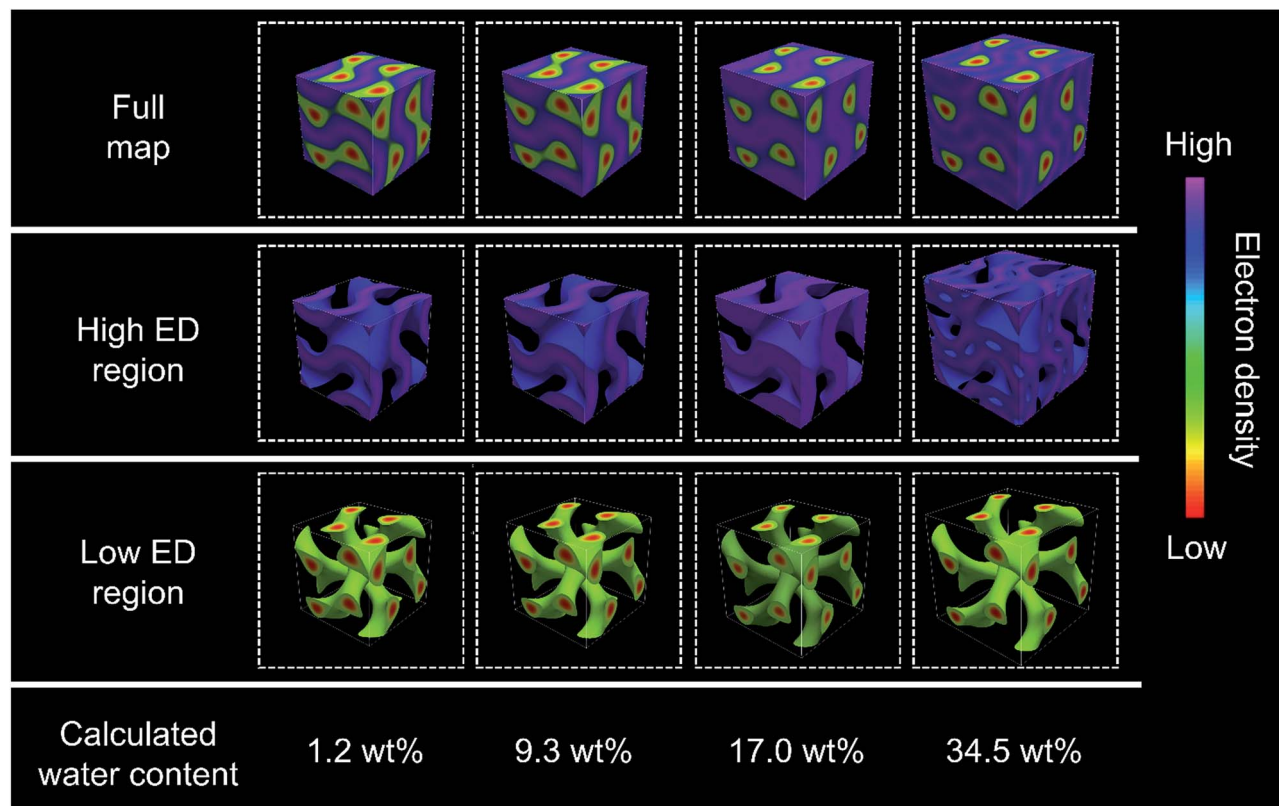 Full
map
High
High ED
region
Electron density
Low ED
region
Low
Calculated
water content
1.2 wt%
9.3 wt%
17.0 wt%
34.5 wt%